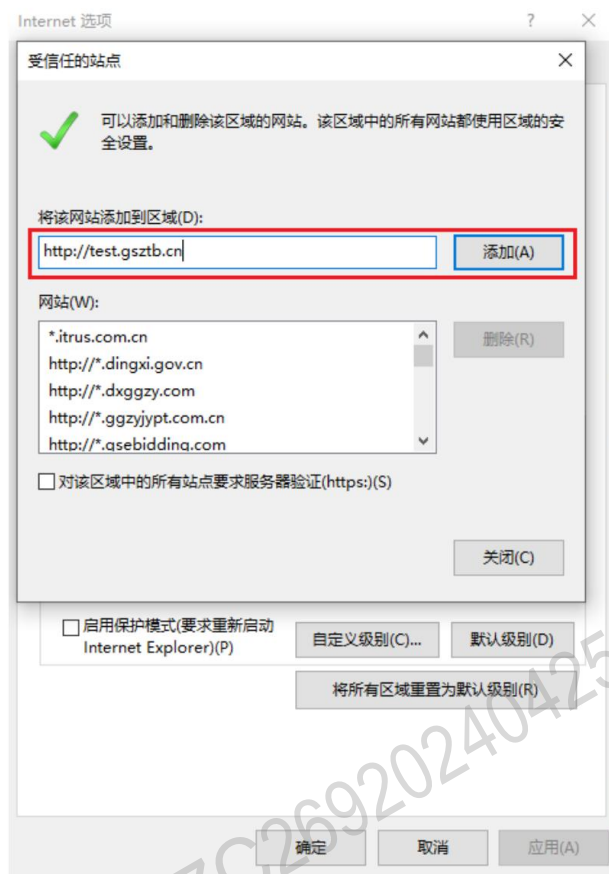 Internet 选项
受信任的站点
可以添加和删除该区域的网站。该区域中的所有网站都使用区域的安
全设置。
将该网站添加到区域(D):
http://test.gsztb.cn
添加(A)
网站(W):
*.itrus.com.cn
删除(R)
http://*.dingxi.gov.cn
http://*.dxggzy.com
http://*.ggzyjypt.com.cn
http://*.gsebidding.com
对该区域中的所有站点要求服务器验证(https:)(S)
关闭(C)
启用保护模式(要求重新启动
Internet Explorer)(P)
自定义级别(C)...
默认级别(D)
将所有区域重置为默认级别(R)
ZC26920240425
确定
取消
应用(A)